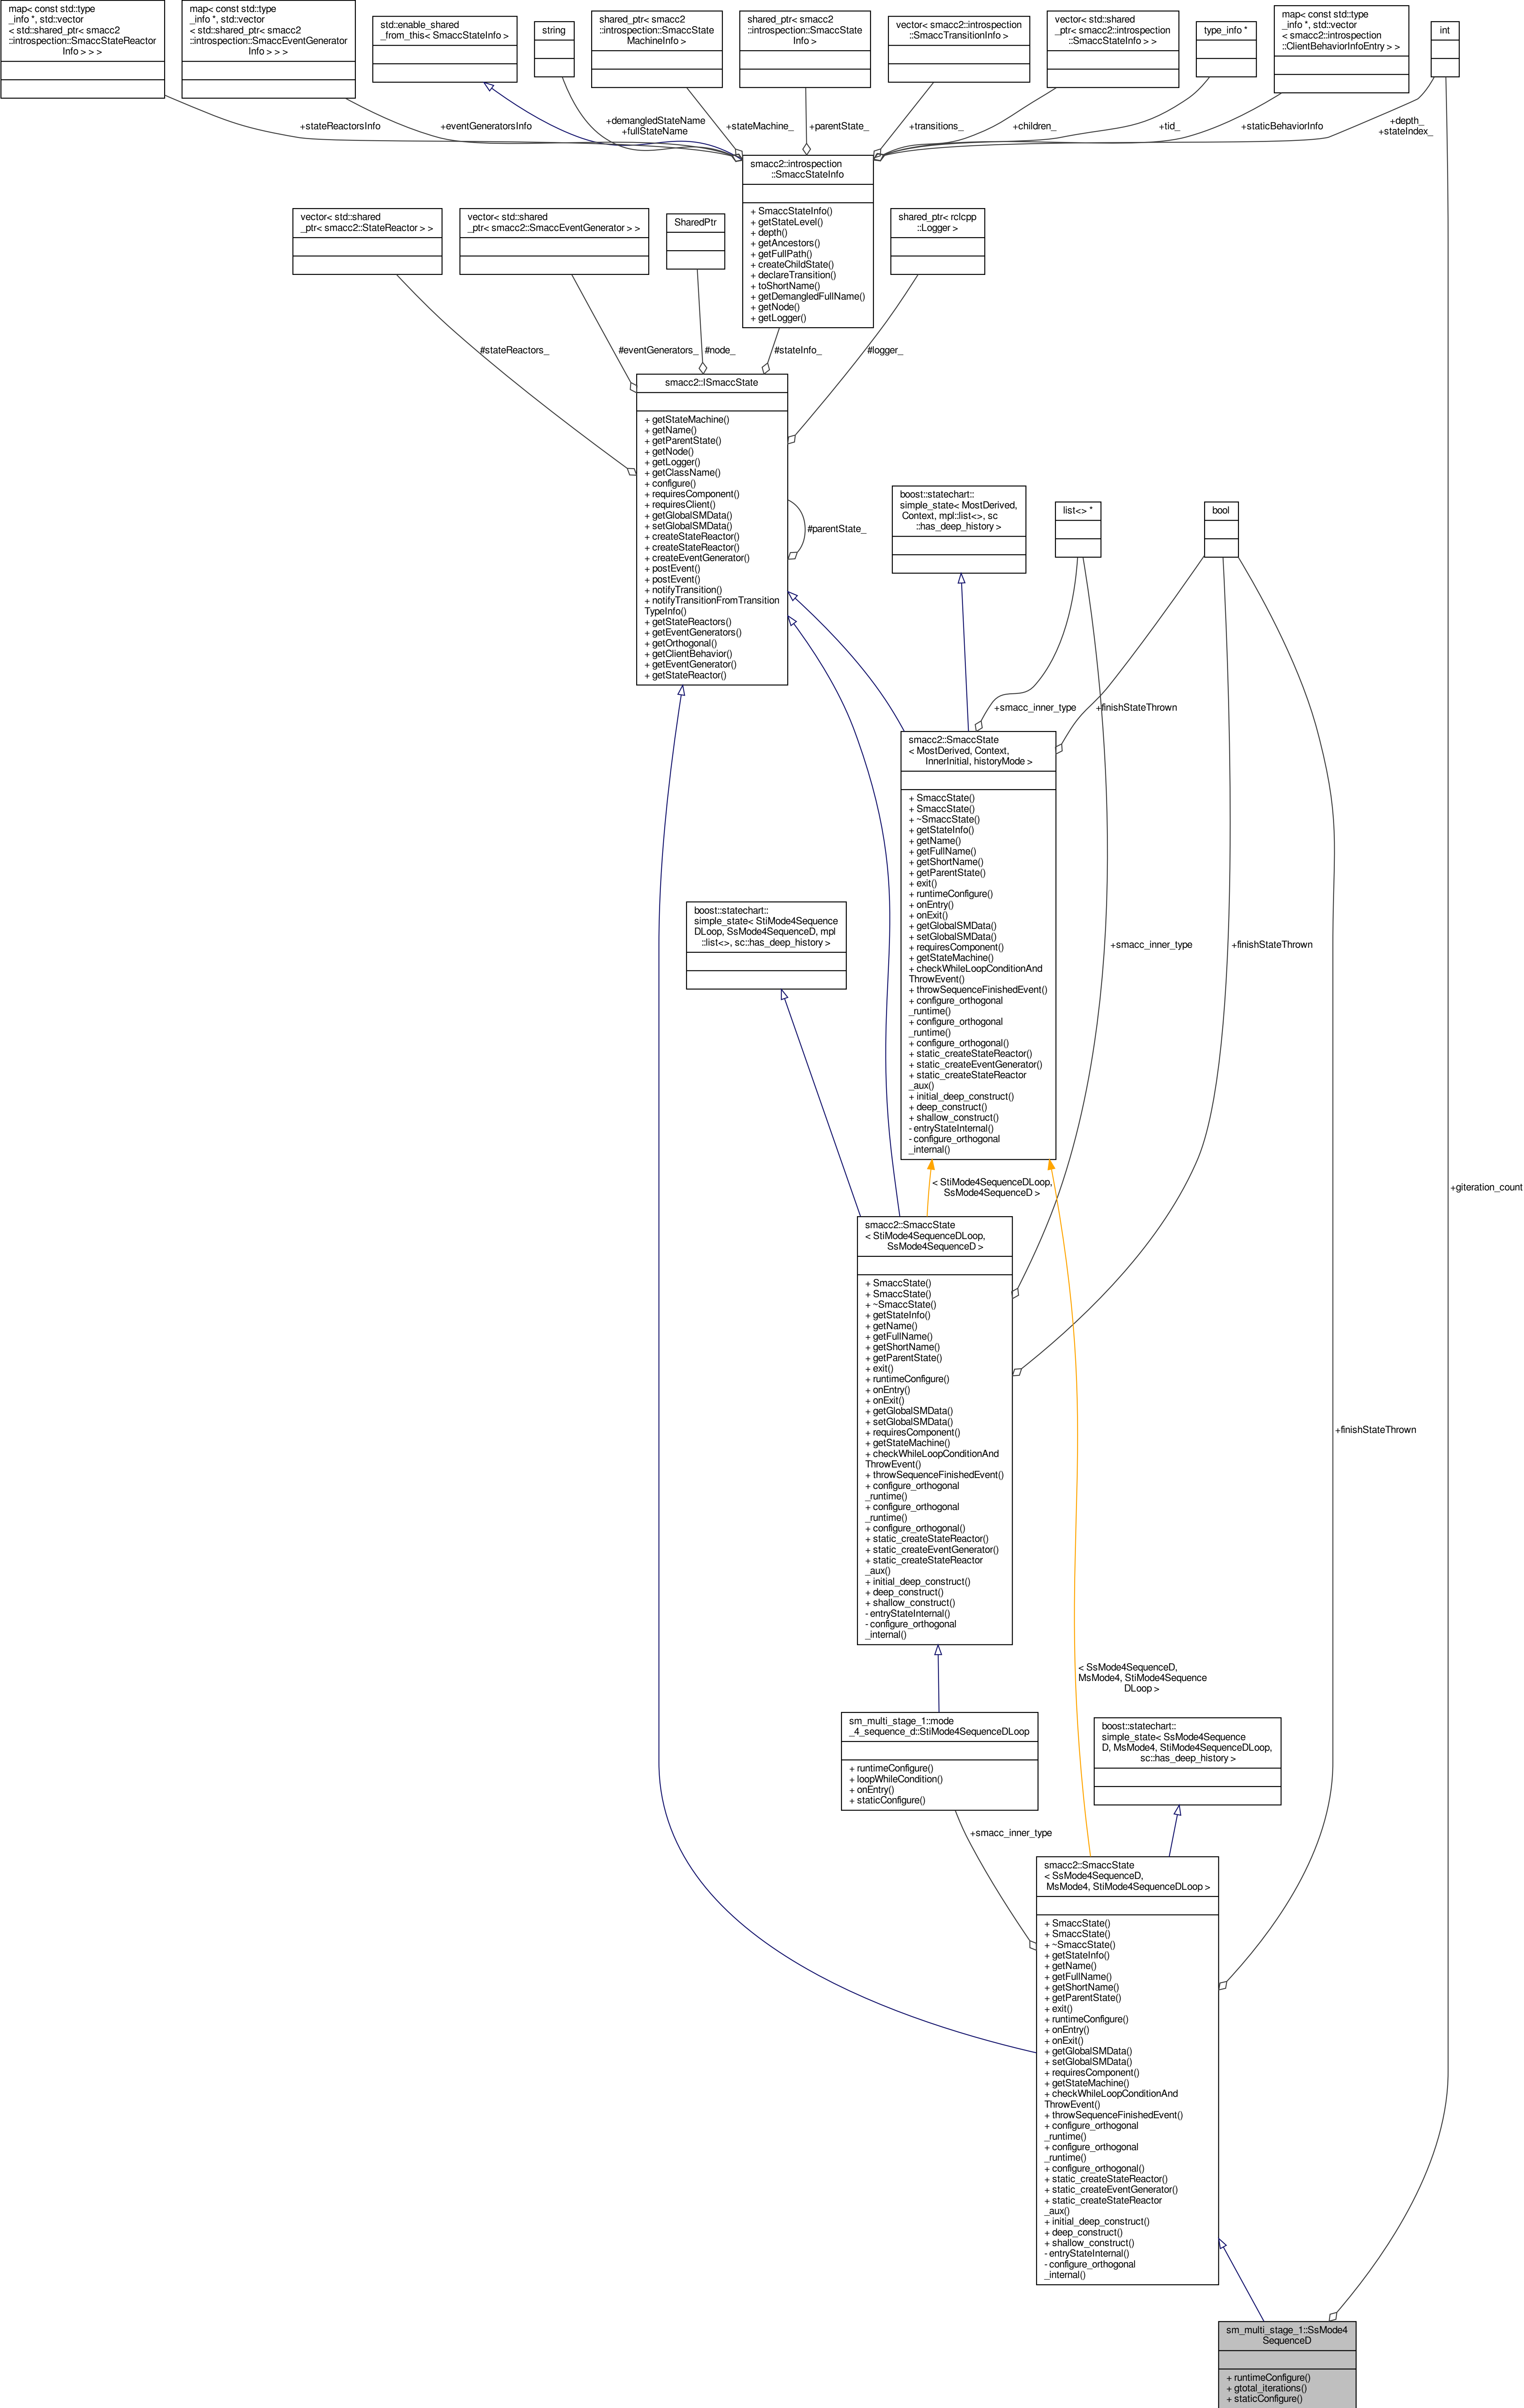 map< const std::type
_info *, std::vector
< std::shared_ptr< smacc2
::introspection::SmaccStateReactor
Info > > >
map< const std::type
_info *, std::vector
< std::shared_ptr< smacc2
::introspection::SmaccEventGenerator
Info > > >
std::enable_shared
_from_this< SmaccStateInfo >
string
shared_ptr< smacc2
::introspection::SmaccState
MachineInfo >
shared_ptr< smacc2
::introspection::SmaccState
Info >
vector< smacc2::introspection
::SmaccTransitionInfo >
vector< std::shared
_ptr< smacc2::introspection
::SmaccStateInfo > >
type_info *
map< const std::type
_info *, std::vector
< smacc2::introspection
::ClientBehaviorInfoEntry > >
int
+stateReactorsInfo
+eventGeneratorsInfo
+demangledStateName
+fullStateName
+stateMachine_
+parentState_
+transitions_
+children_
+tid_
+staticBehaviorInfo
+depth_
+stateIndex_
smacc2::introspection
::SmaccStateInfo
+ SmaccStateInfo()
+ getStateLevel()
+ depth()
+ getAncestors()
+ getFullPath()
+ createChildState()
+ declareTransition()
+ toShortName()
+ getDemangledFullName()
+ getNode()
+ getLogger()
vector< std::shared
_ptr< smacc2::StateReactor > >
vector< std::shared
_ptr< smacc2::SmaccEventGenerator > >
SharedPtr
shared_ptr< rclcpp
::Logger >
#stateReactors_
#eventGenerators_
#node_
#stateInfo_
#logger_
smacc2::ISmaccState
+ getStateMachine()
+ getName()
+ getParentState()
+ getNode()
+ getLogger()
+ getClassName()
+ configure()
+ requiresComponent()
+ requiresClient()
+ getGlobalSMData()
+ setGlobalSMData()
+ createStateReactor()
+ createStateReactor()
+ createEventGenerator()
+ postEvent()
+ postEvent()
+ notifyTransition()
+ notifyTransitionFromTransition
TypeInfo()
+ getStateReactors()
+ getEventGenerators()
+ getOrthogonal()
+ getClientBehavior()
+ getEventGenerator()
+ getStateReactor()
#parentState_
boost::statechart::
simple_state< MostDerived,
Context, mpl::list<>, sc
::has_deep_history >
list<> *
bool
+smacc_inner_type
+finishStateThrown
smacc2::SmaccState
< MostDerived, Context,
InnerInitial, historyMode >
+ SmaccState()
+ SmaccState()
+ ~SmaccState()
+ getStateInfo()
+ getName()
+ getFullName()
+ getShortName()
+ getParentState()
+ exit()
+ runtimeConfigure()
+ onEntry()
+ onExit()
+ getGlobalSMData()
+ setGlobalSMData()
+ requiresComponent()
+ getStateMachine()
+ checkWhileLoopConditionAnd
ThrowEvent()
+ throwSequenceFinishedEvent()
+ configure_orthogonal
_runtime()
+ configure_orthogonal
_runtime()
+ configure_orthogonal()
+ static_createStateReactor()
+ static_createEventGenerator()
+ static_createStateReactor
_aux()
+ initial_deep_construct()
+ deep_construct()
+ shallow_construct()
- entryStateInternal()
- configure_orthogonal
_internal()
boost::statechart::
simple_state< StiMode4Sequence
DLoop, SsMode4SequenceD, mpl
::list<>, sc::has_deep_history >
+smacc_inner_type
+finishStateThrown
< StiMode4SequenceDLoop,
SsMode4SequenceD >
+giteration_count
smacc2::SmaccState
< StiMode4SequenceDLoop,
SsMode4SequenceD >
+ SmaccState()
+ SmaccState()
+ ~SmaccState()
+ getStateInfo()
+ getName()
+ getFullName()
+ getShortName()
+ getParentState()
+ exit()
+ runtimeConfigure()
+ onEntry()
+ onExit()
+ getGlobalSMData()
+ setGlobalSMData()
+ requiresComponent()
+ getStateMachine()
+ checkWhileLoopConditionAnd
ThrowEvent()
+ throwSequenceFinishedEvent()
+ configure_orthogonal
_runtime()
+ configure_orthogonal
_runtime()
+ configure_orthogonal()
+ static_createStateReactor()
+ static_createEventGenerator()
+ static_createStateReactor
_aux()
+ initial_deep_construct()
+ deep_construct()
+ shallow_construct()
- entryStateInternal()
- configure_orthogonal
_internal()
+finishStateThrown
< SsMode4SequenceD,
MsMode4, StiMode4Sequence
DLoop >
sm_multi_stage_1::mode
_4_sequence_d::StiMode4SequenceDLoop
+ runtimeConfigure()
+ loopWhileCondition()
+ onEntry()
+ staticConfigure()
boost::statechart::
simple_state< SsMode4Sequence
D, MsMode4, StiMode4SequenceDLoop,
sc::has_deep_history >
+smacc_inner_type
smacc2::SmaccState
< SsMode4SequenceD,
MsMode4, StiMode4SequenceDLoop >
+ SmaccState()
+ SmaccState()
+ ~SmaccState()
+ getStateInfo()
+ getName()
+ getFullName()
+ getShortName()
+ getParentState()
+ exit()
+ runtimeConfigure()
+ onEntry()
+ onExit()
+ getGlobalSMData()
+ setGlobalSMData()
+ requiresComponent()
+ getStateMachine()
+ checkWhileLoopConditionAnd
ThrowEvent()
+ throwSequenceFinishedEvent()
+ configure_orthogonal
_runtime()
+ configure_orthogonal
_runtime()
+ configure_orthogonal()
+ static_createStateReactor()
+ static_createEventGenerator()
+ static_createStateReactor
_aux()
+ initial_deep_construct()
+ deep_construct()
+ shallow_construct()
- entryStateInternal()
- configure_orthogonal
_internal()
sm_multi_stage_1::SsMode4
SequenceD
+ runtimeConfigure()
+ gtotal_iterations()
+ staticConfigure()